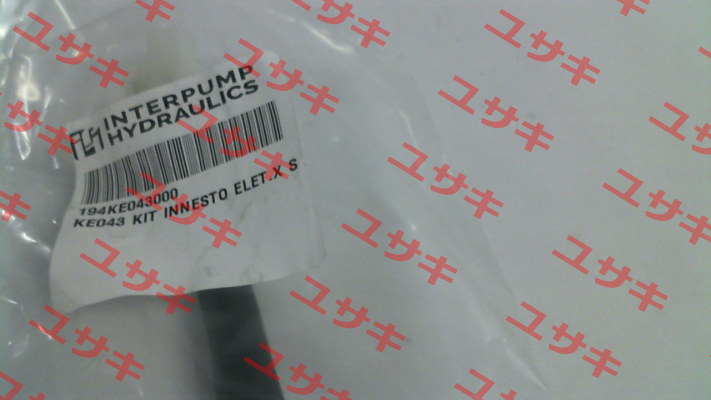 INTERPUMP
HYDRAULICS
194KE043000
KE043 KIT INNESTO ELET.X S
ユサキ